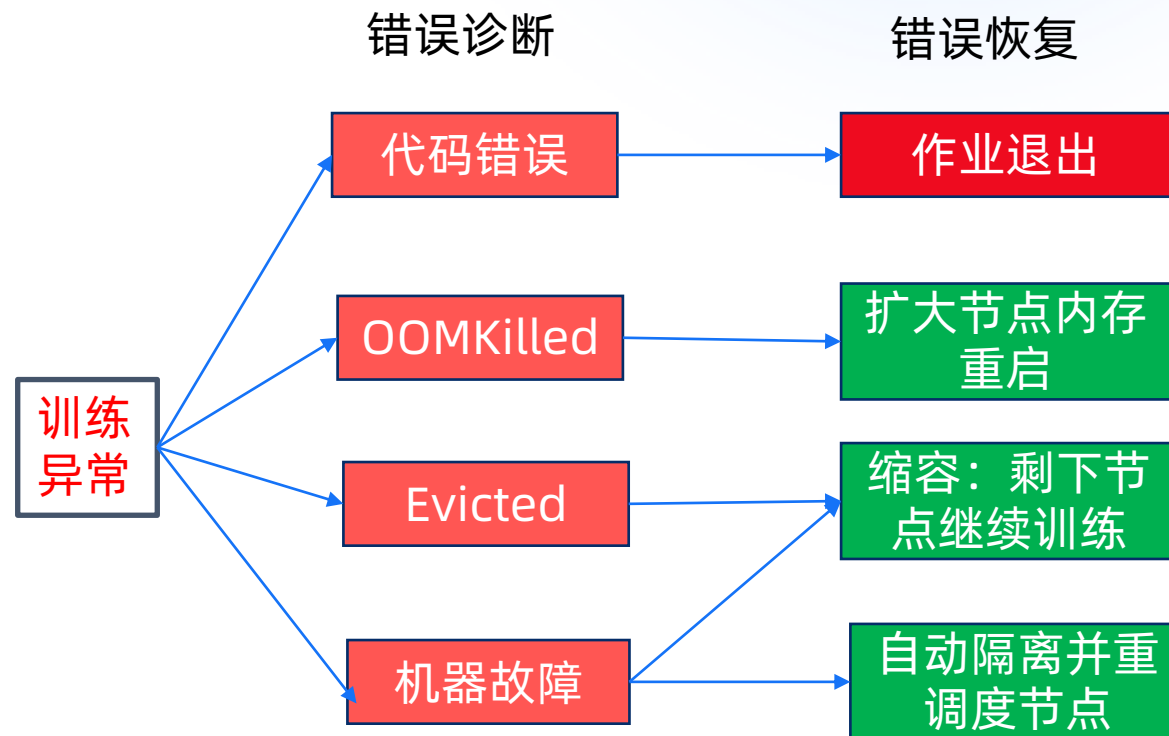 错误诊断
错误恢复
代码错误
作业退出
OOMKilled
扩大节点内存
重启
训练
异常
Evicted
缩容：剩下节
点继续训练
机器故障
自动隔离并重
调度节点